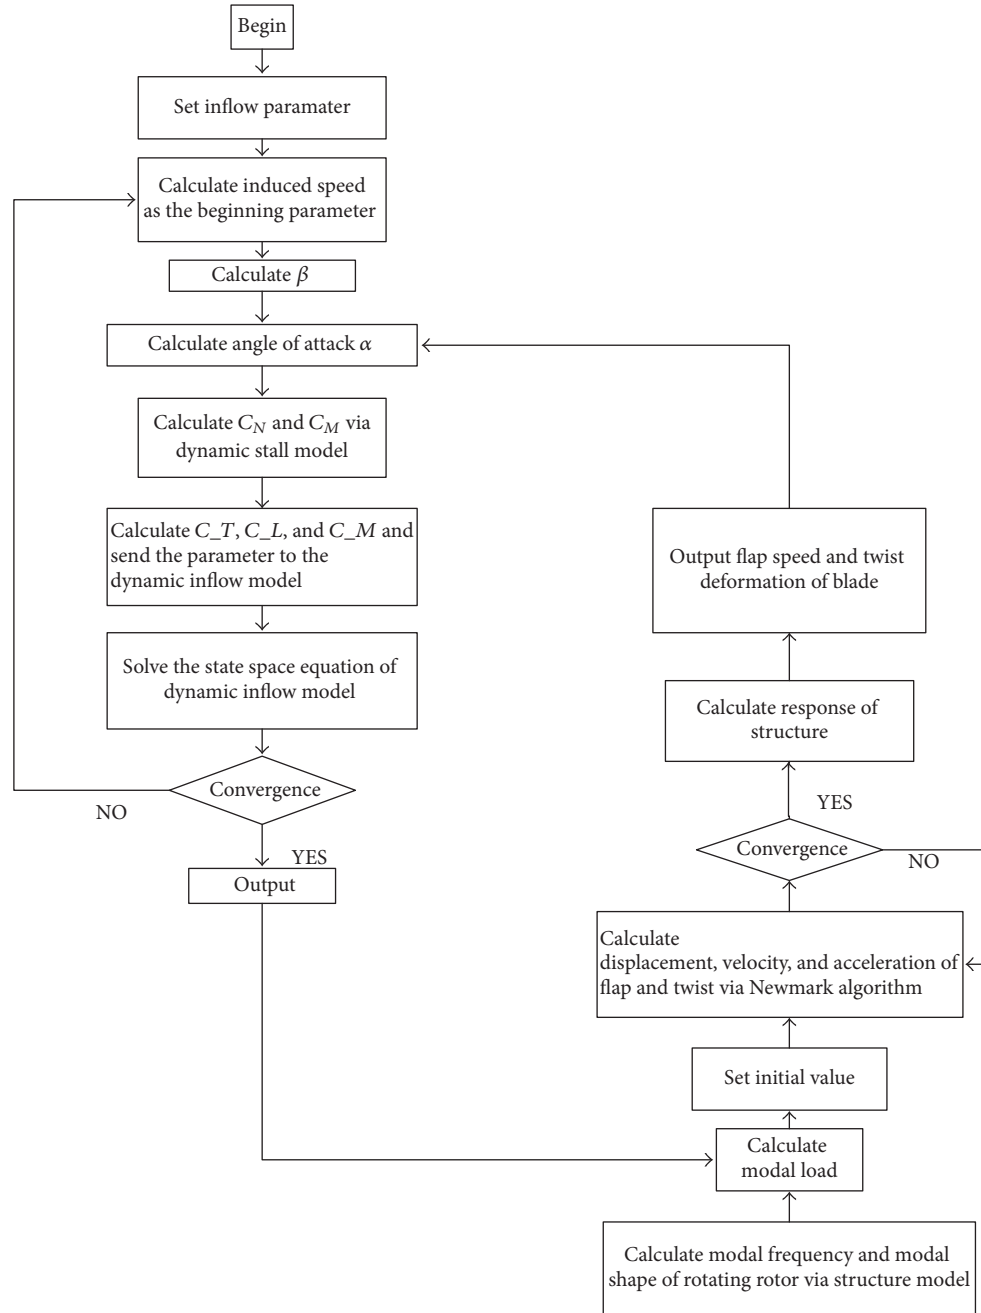 Begin
Set inflow paramater
Calculate induced speed
as the beginning parameter
Calculate β
Calculate angle of attack α
Calculate C_N and C_M via
dynamic stall model
Calculate C_T, C_L, and C_M and
send the parameter to the
dynamic inflow model
Solve the state space equation of
dynamic inflow model
Convergence
NO
YES
Output
Output flap speed and twist
deformation of blade
Calculate response of
structure
YES
Convergence
NO
Calculate
displacement, velocity, and acceleration of
flap and twist via Newmark algorithm
Set initial value
Calculate
modal load
Calculate modal frequency and modal
shape of rotating rotor via structure model